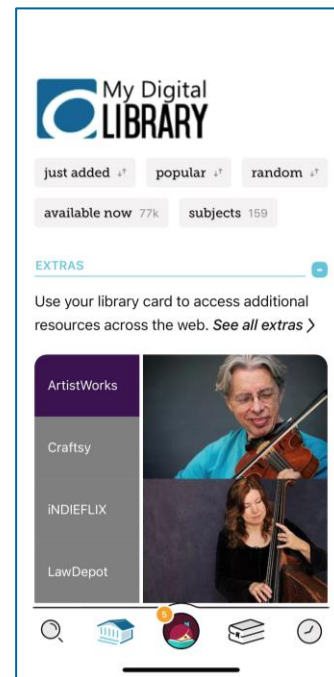 My Digital
LIBRARY
just added
popular
random
available now 77k
subjects 159
EXTRAS
Use your library card to access additional
resources across the web. See all extras
ArtistWorks
Craftsy
iNDIEFLIX
LawDepot